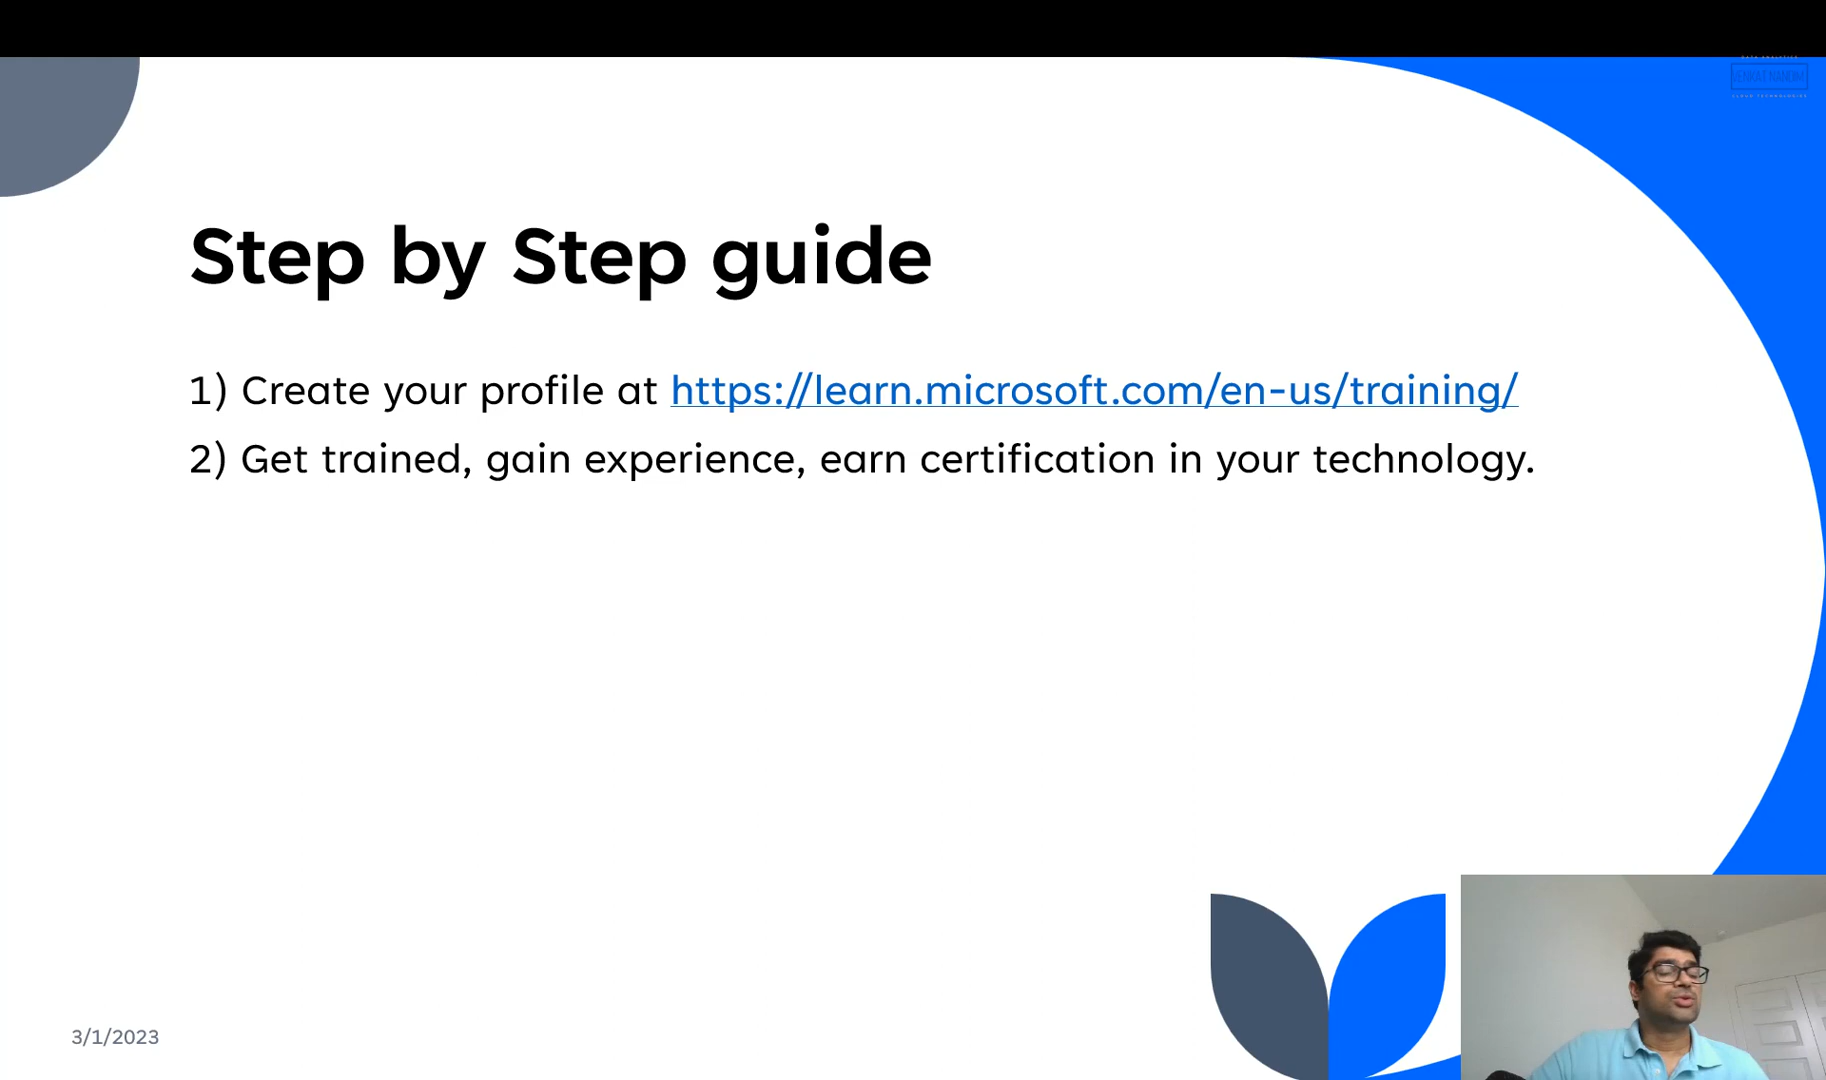 Step by Step guide
1) Create your profile at https://learn.microsoft.com/en-us/training/
2) Get trained, gain experience, earn certification in your technology.
3/1/2023